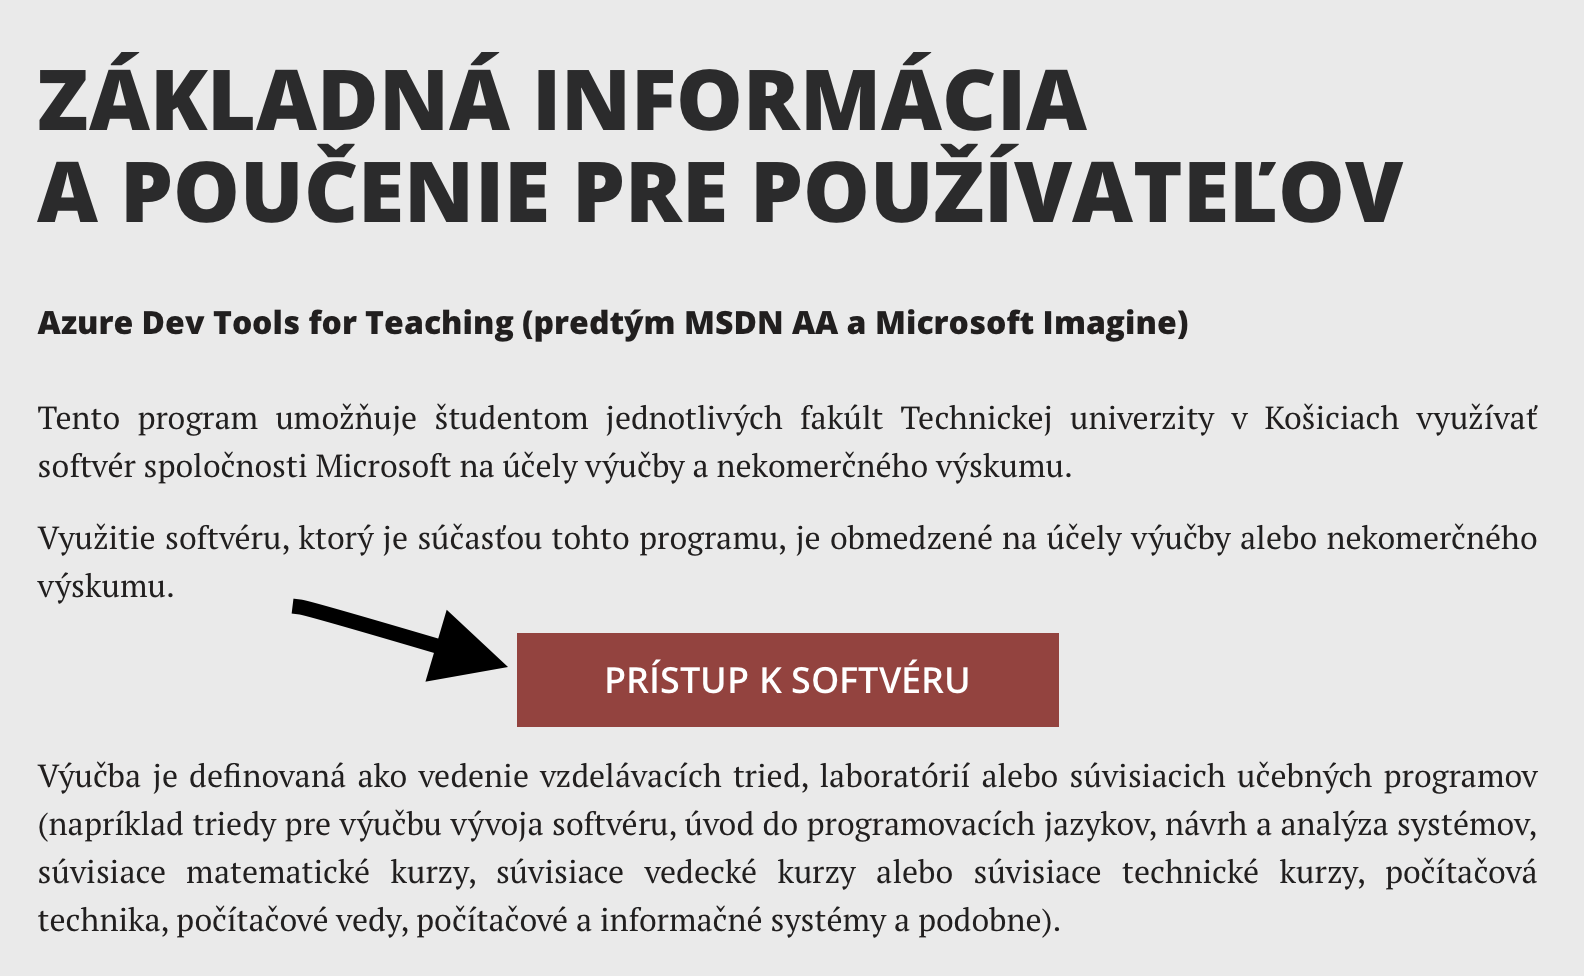 ZÁKLADNÁ INFORMÁCIA
A POUČENIE PRE POUŽÍVATEĽOV
Azure Dev Tools for Teaching (predtým MSDN AA a Microsoft Imagine)
Tento program umožňuje študentom jednotlivých fakúlt Technickej univerzity v Košiciach využívať
softvér spoločnosti Microsoft na účely výučby a nekomerčného výskumu.
Využitie softvéru, ktorý je súčasťou tohto programu, je obmedzené na účely výučby alebo nekomerčného
výskumu.
PRÍSTUP K SOFTVÉRU
Výučba je definovaná ako vedenie vzdelávacích tried, laboratórií alebo súvisiacich učebných programov
(napríklad triedy pre výučbu vývoja softvéru, úvod do programovacích jazykov, návrh a analýza systémov,
súvisiace matematické kurzy, súvisiace vedecké kurzy alebo súvisiace technické kurzy, počítačová
technika, počítačové vedy, počítačové a informačné systémy a podobne).